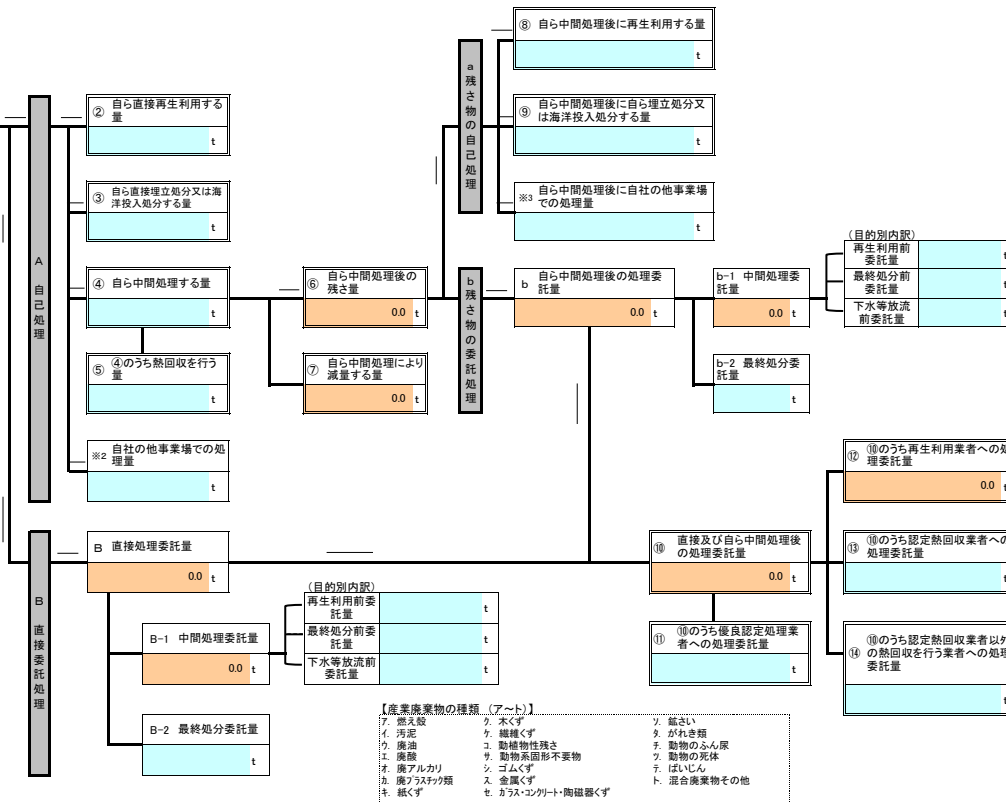 ⑧ 自ら中間処理後に再生利用する量
t
a 残さ物の自己処理
② 自ら直接再生利用する
量
t
⑨ 自ら中間処理後に自ら埋立処分又
は海洋投入処分する量
t
③ 自ら直接埋立処分又は海
洋投入処分する量
t
※3 自ら中間処理後に自社の他事業場
での処理量
t
A 自己処理
④ 自ら中間処理する量
t
⑥ 自ら中間処理後の
残さ量
0.0 t
b 残さ物の委託処理
b 自ら中間処理後の処理委
託量
0.0 t
b-1 中間処理委
託量
0.0 t
(目的別内訳)
再生利用前
委託量
t
最終処分前
委託量
t
下水等放流
前委託量
t
⑤ ④のうち熱回収を行う
量
t
⑦ 自ら中間処理により
減量する量
0.0 t
b-2 最終処分委
託量
t
※2 自社の他事業場での処
理量
t
⑫ ⑩のうち再生利用業者への処
理委託量
0.0 t
B 直接委託処理
B 直接処理委託量
0.0 t
⑩ 直接及び自ら中間処理後
の処理委託量
0.0 t
⑬ ⑩のうち認定熱回収業者への
処理委託量
t
(目的別内訳)
再生利用前委
託量
t
最終処分前委
託量
t
下水等放流前
委託量
t
B-1 中間処理委託量
0.0 t
⑪ ⑩のうち優良認定処理業
者への処理委託量
t
⑭ ⑩のうち認定熱回収業者以外
の熱回収を行う業者への処理
委託量
t
B-2 最終処分委託量
t
【産業廃棄物の種類 (ア～ト)】
ア. 燃え殻 ク. 木くず ソ. 鉱さい
イ. 汚泥 ケ. 繊維くず タ. がれき類
ウ. 廃油 コ. 動植物性残さ チ. 動物のふん尿
エ. 廃酸 サ. 動物系固形不要物 ツ. 動物の死体
オ. 廃アルカリ シ. ゴムくず テ. ばいじん
カ. 廃プラスチック類 ス. 金属くず ト. 混合廃棄物その他
キ. 紙くず セ. ガラス・コンクリート・陶磁器くず